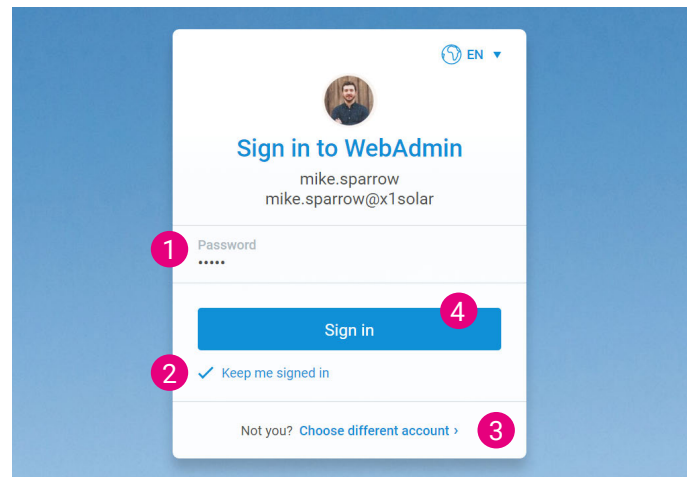 EN
Sign in to WebAdmin
mike.sparrow
mike.sparrow@x1solar
1 Password
•••••
Sign in 4
2 Keep me signed in
Not you? Choose different account › 3